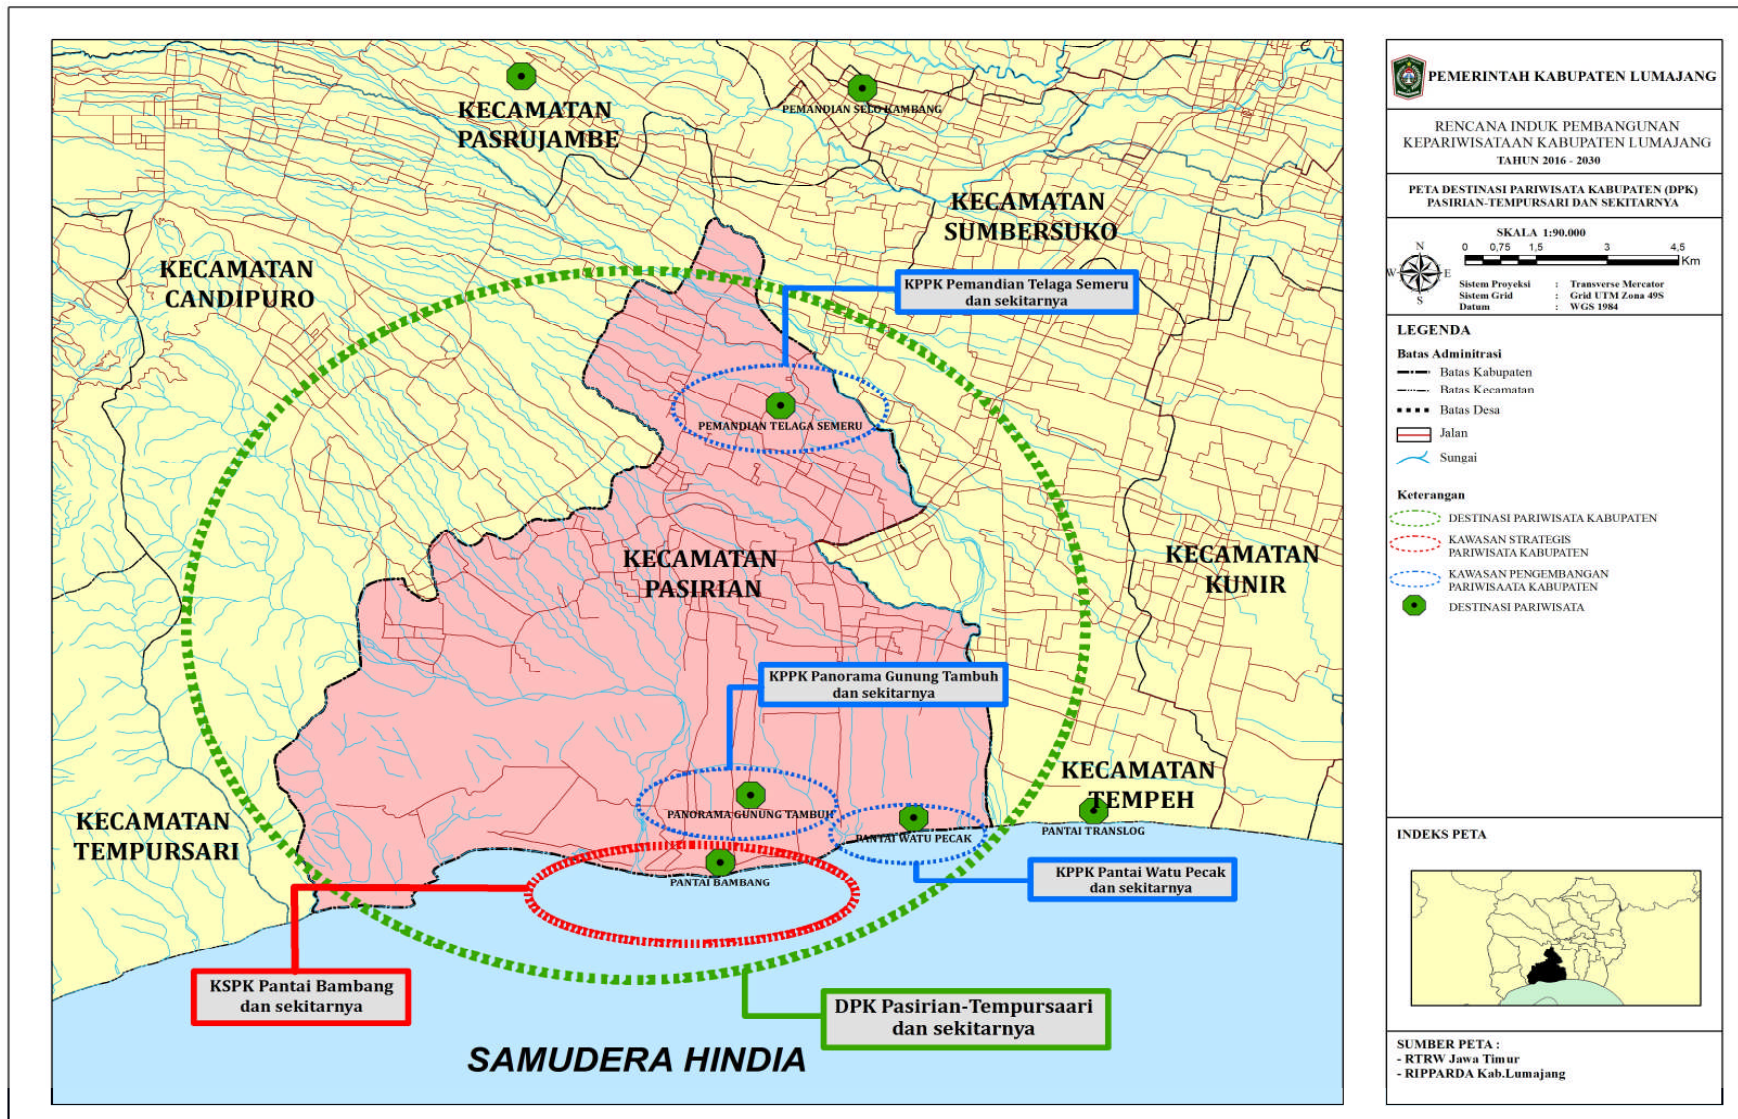 KECAMATAN
PASRUJAMBE
PEMANDIAN SELO KAMBANG
KECAMATAN
SUMBERSUKO
KECAMATAN
CANDIPURO
KPPK Pemandian Telaga Semeru
dan sekitarnya
PEMANDIAN TELAGA SEMERU
KECAMATAN
PASIRIAN
KECAMATAN
KUNIR
KPPK Panorama Gunung Tambuh
dan sekitarnya
KECAMATAN
TEMPEH
PANORAMA GUNUNG TAMBUH
KECAMATAN
TEMPURSARI
PANTAI WATU PECAK
PANTAI TRANSLOG
PANTAI BAMBANG
KPPK Pantai Watu Pecak
dan sekitarnya
KSPK Pantai Bambang
dan sekitarnya
DPK Pasirian-Tempursaari
dan sekitarnya
SAMUDERA HINDIA
PEMERINTAH KABUPATEN LUMAJANG
RENCANA INDUK PEMBANGUNAN
KEPARIWISATAAN KABUPATEN LUMAJANG
TAHUN 2016 - 2030
PETA DESTINASI PARIWISATA KABUPATEN (DPK)
PASIRIAN-TEMPURSARI DAN SEKITARNYA
SKALA 1:90.000
N
W E
S
0 0,75 1,5 3 4,5
Km
Sistem Proyeksi : Transverse Mercator
Sistem Grid : Grid UTM Zona 49S
Datum : WGS 1984
LEGENDA
Batas Adminitrasi
Batas Kabupaten
Batas Kecamatan
Batas Desa
Jalan
Sungai
Keterangan
DESTINASI PARIWISATA KABUPATEN
KAWASAN STRATEGIS
PARIWISATA KABUPATEN
KAWASAN PENGEMBANGAN
PARIWISAATA KABUPATEN
DESTINASI PARIWISATA
INDEKS PETA
SUMBER PETA :
- RTRW Jawa Timur
- RIPPARDA Kab.Lumajang